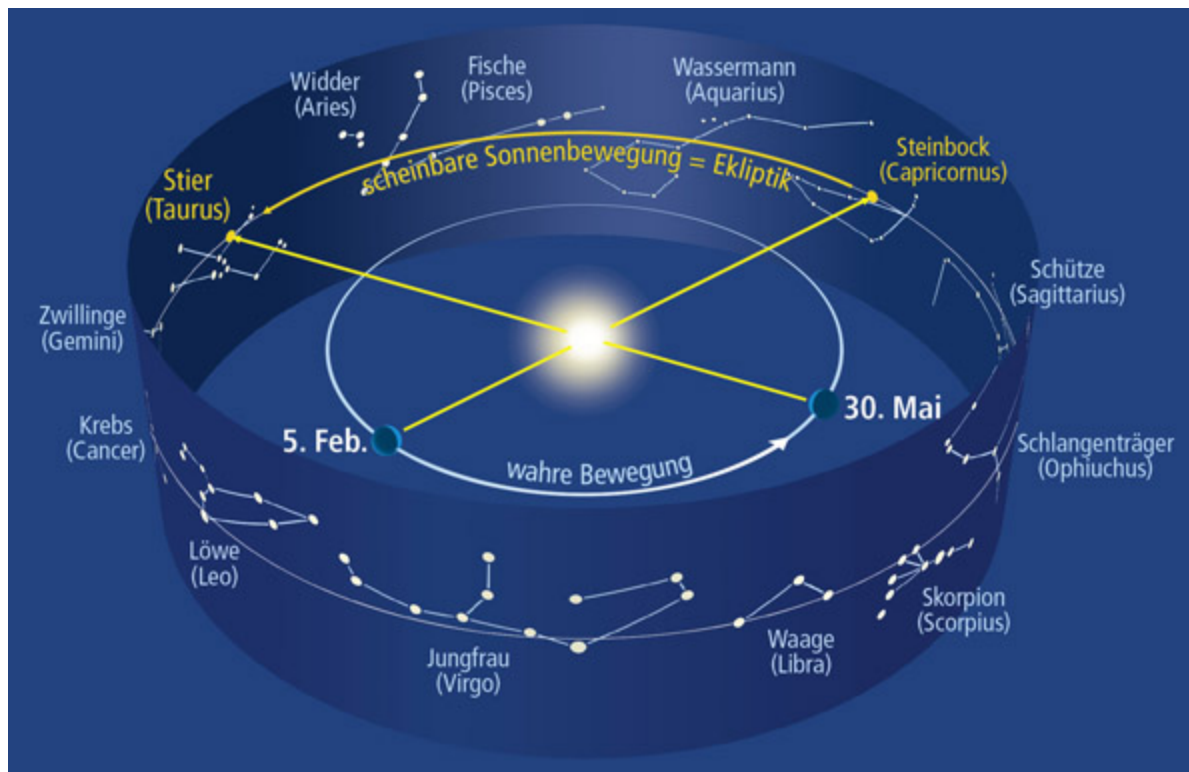 Widder
(Aries)
Fische
(Pisces)
Wassermann
(Aquarius)
Steinbock
(Capricornus)
Stier
(Taurus)
scheinbare Sonnenbewegung = Ekliptik
Schütze
(Sagittarius)
Zwillinge
(Gemini)
30. Mai
5. Feb.
wahre Bewegung
Krebs
(Cancer)
Schlangenträger
(Ophiuchus)
Löwe
(Leo)
Skorpion
(Scorpius)
Jungfrau
(Virgo)
Waage
(Libra)